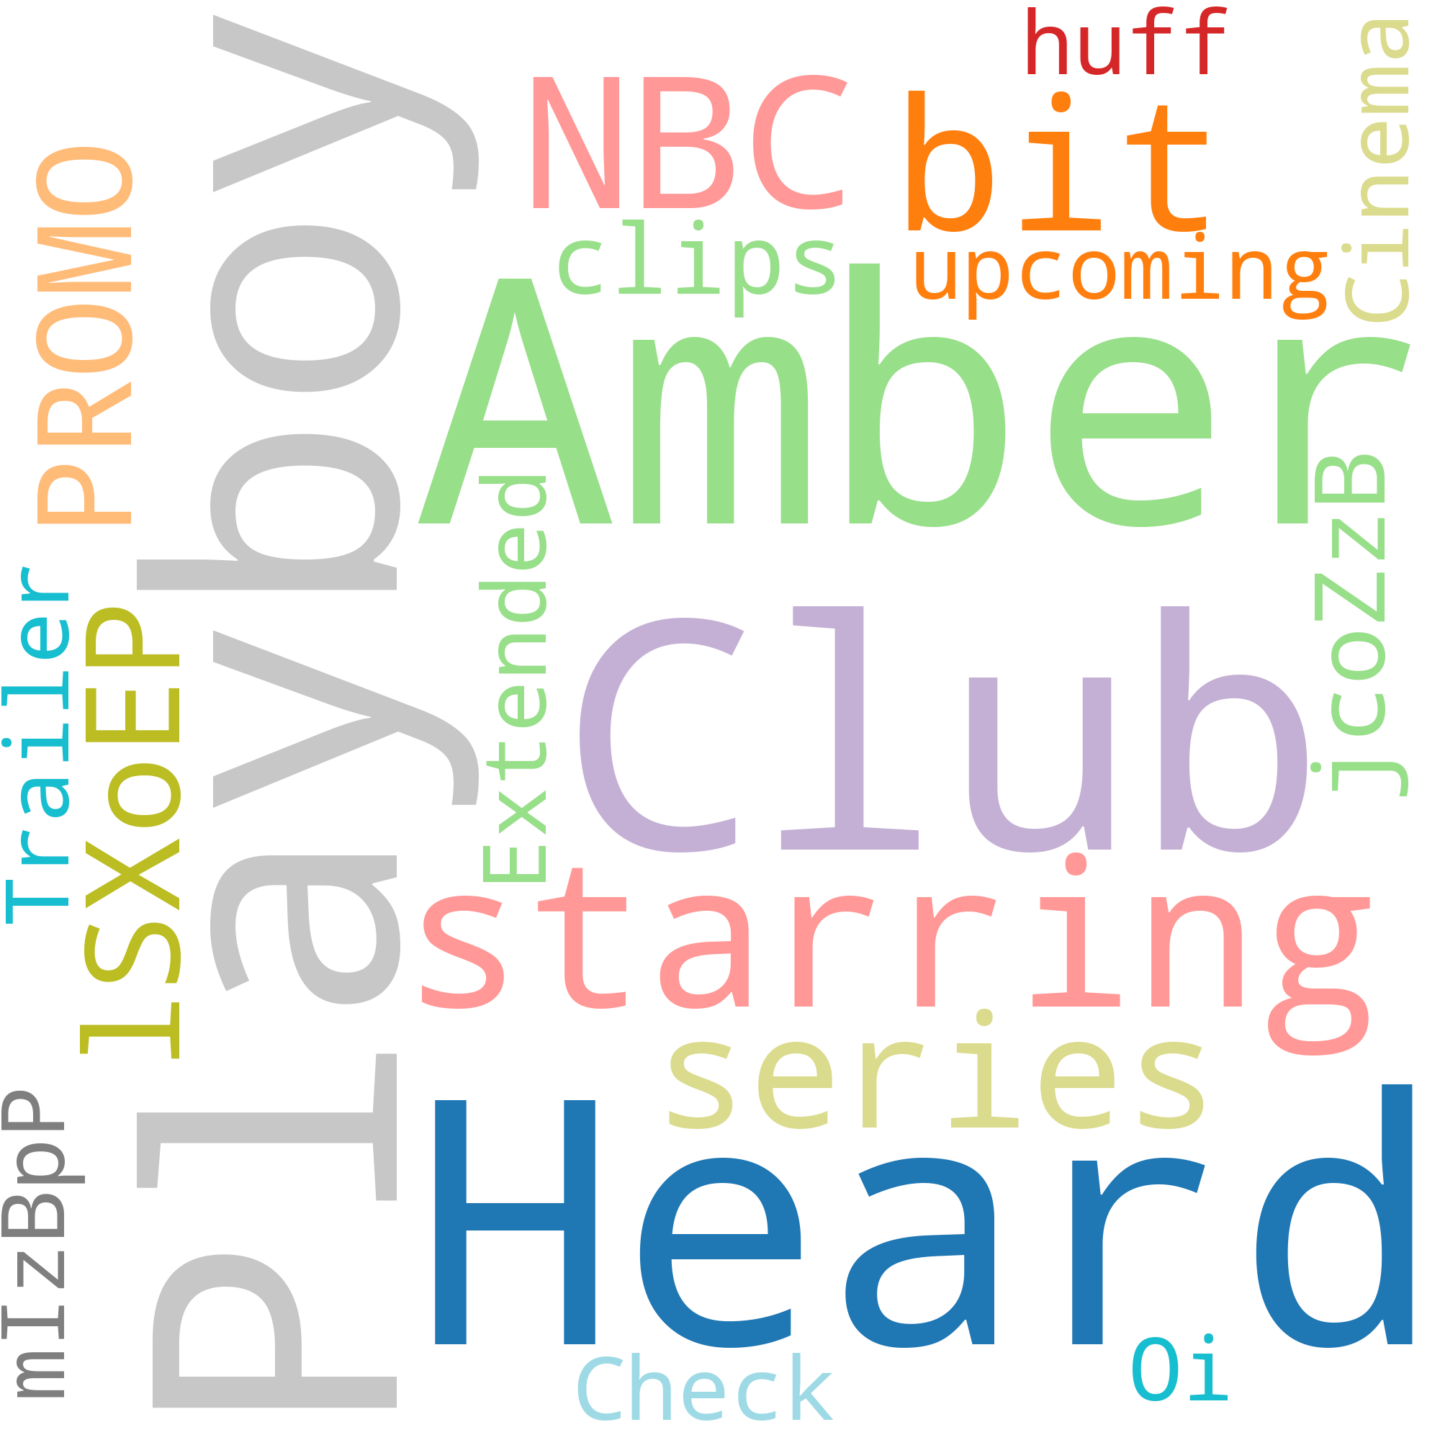 huff
Cinema
NBC
bit
PROMO
Playboy
clips
upcoming
Amber
Extended
jcoZzB
Trailer
lSXoEP
Club
starring
series
mIzBpP
Heard
Check
Oi